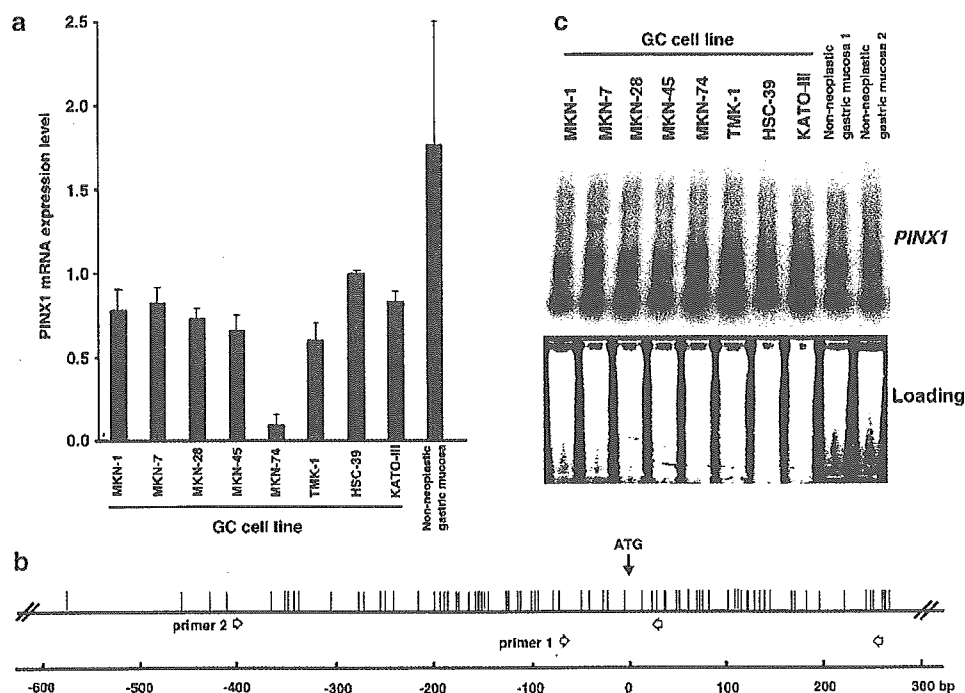 a
2.5
2.0
1.5
1.0
0.5
0.0
PINX1 mRNA expression level
MKN-1
MKN-7
MKN-28
MKN-45
MKN-74
TMK-1
HSC-39
KATO-III
Non-neoplastic
gastric mucosa
GC cell line
c
GC cell line
MKN-1
MKN-7
MKN-28
MKN-45
MKN-74
TMK-1
HSC-39
KATO-III
Non-neoplastic
gastric mucosa 1
Non-neoplastic
gastric mucosa 2
PINX1
Loading
b
ATG
primer 2
primer 1
-600 -500 -400 -300 -200 -100 0 100 200 300 bp